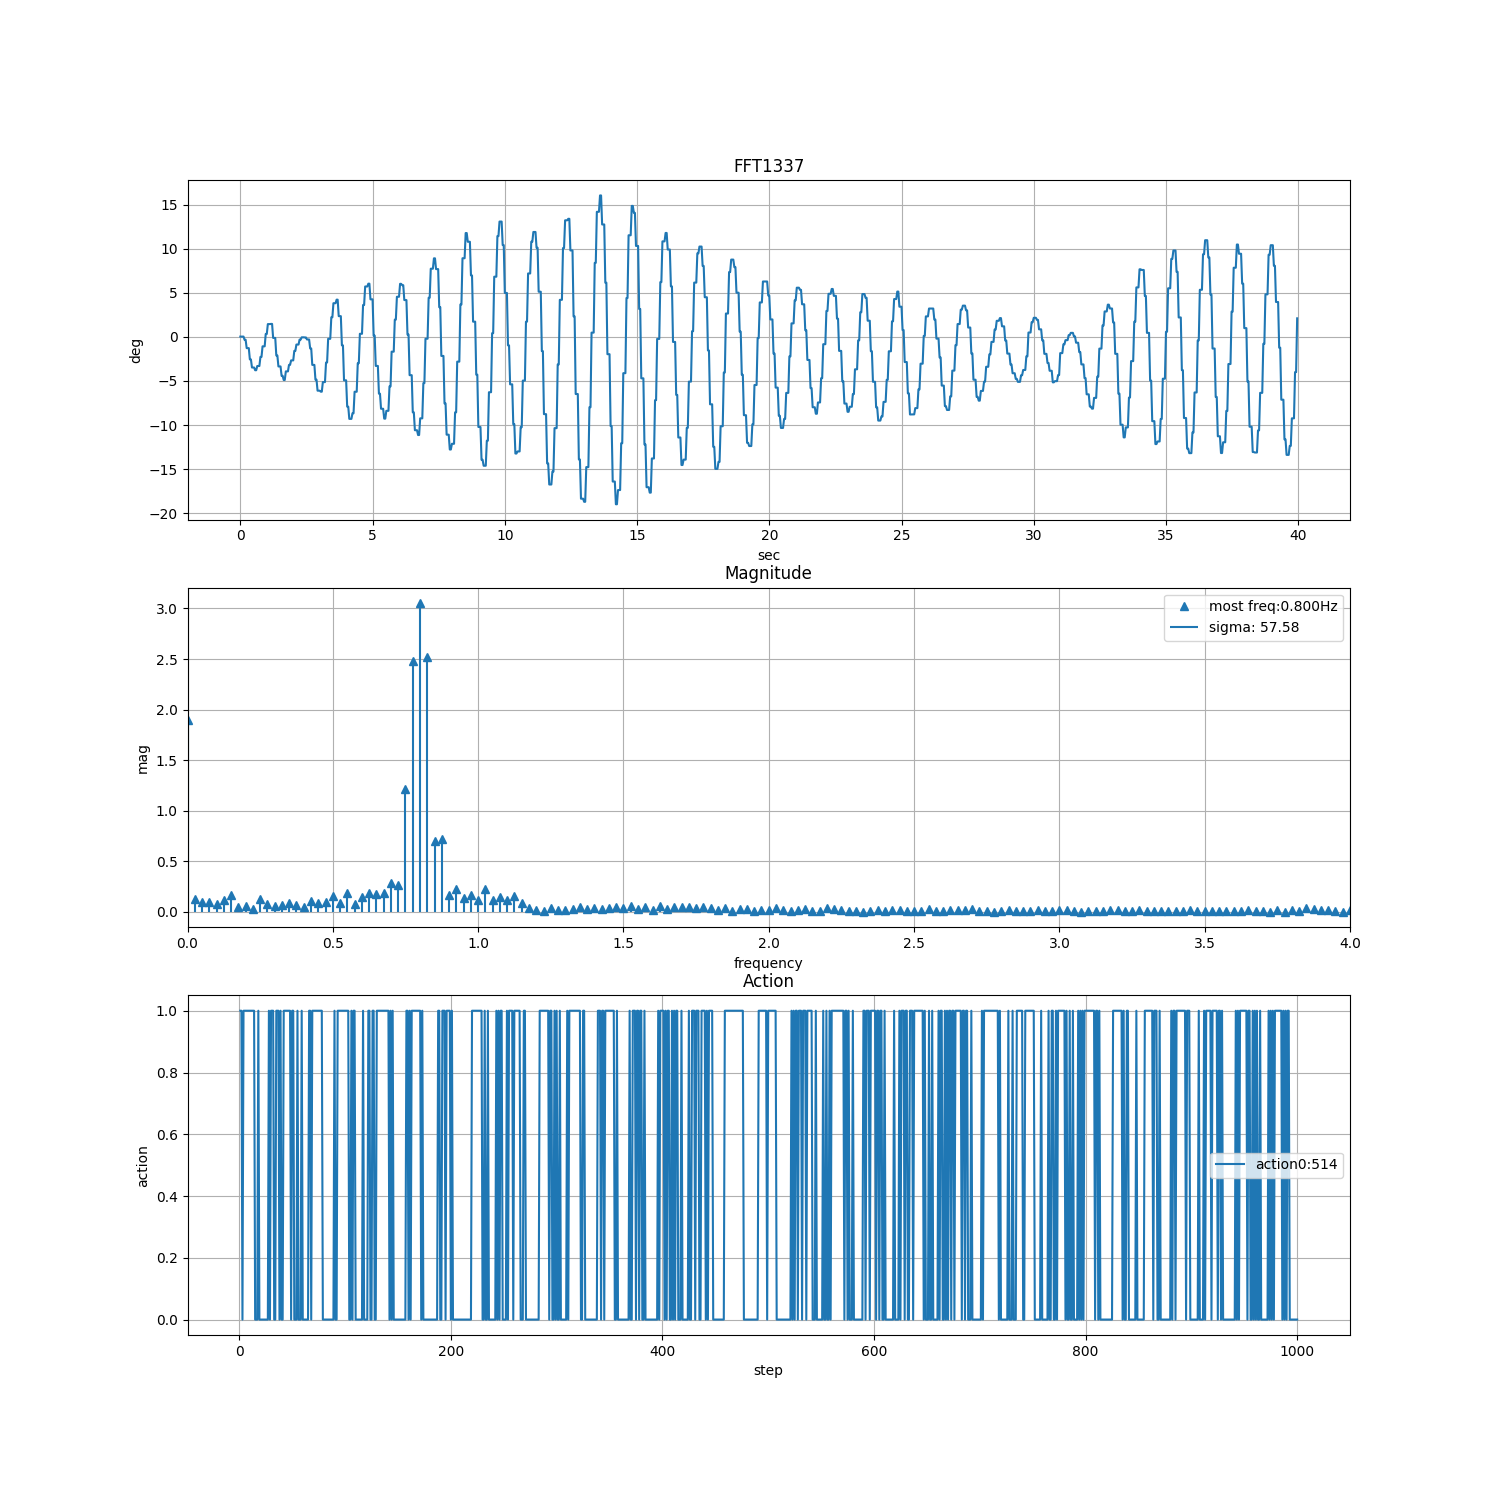 FFT1337
15
10
5
0
−5
−10
−15
−20
deg
0 5 10 15 20 25 30 35 40
sec
Magnitude
3.0
2.5
2.0
1.5
1.0
0.5
0.0
mag
most freq:0.800Hz
sigma: 57.58
0.0 0.5 1.0 1.5 2.0 2.5 3.0 3.5 4.0
frequency
Action
1.0
0.8
0.6
0.4
0.2
0.0
action
action0:514
0 200 400 600 800 1000
step